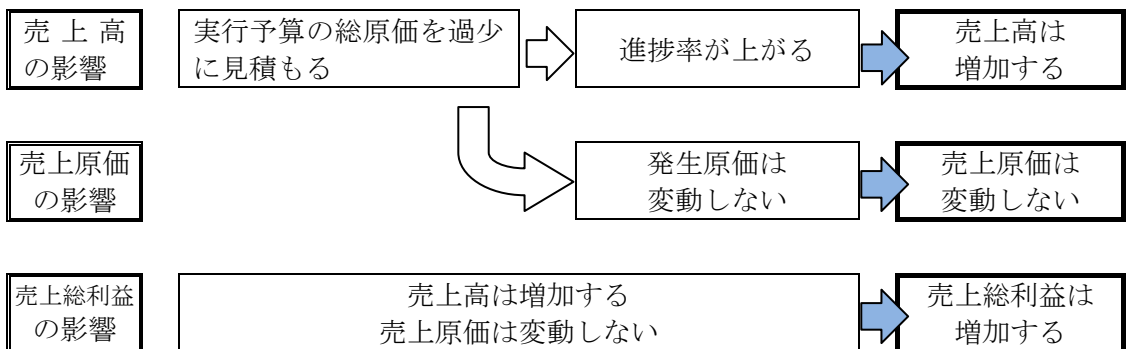 売上高
の影響
実行予算の総原価を過少
に見積もる
進捗率が上がる
売上高は
増加する
売上原価
の影響
発生原価は
変動しない
売上原価は
変動しない
売上総利益
の影響
売上高は増加する
売上原価は変動しない
売上総利益は
増加する